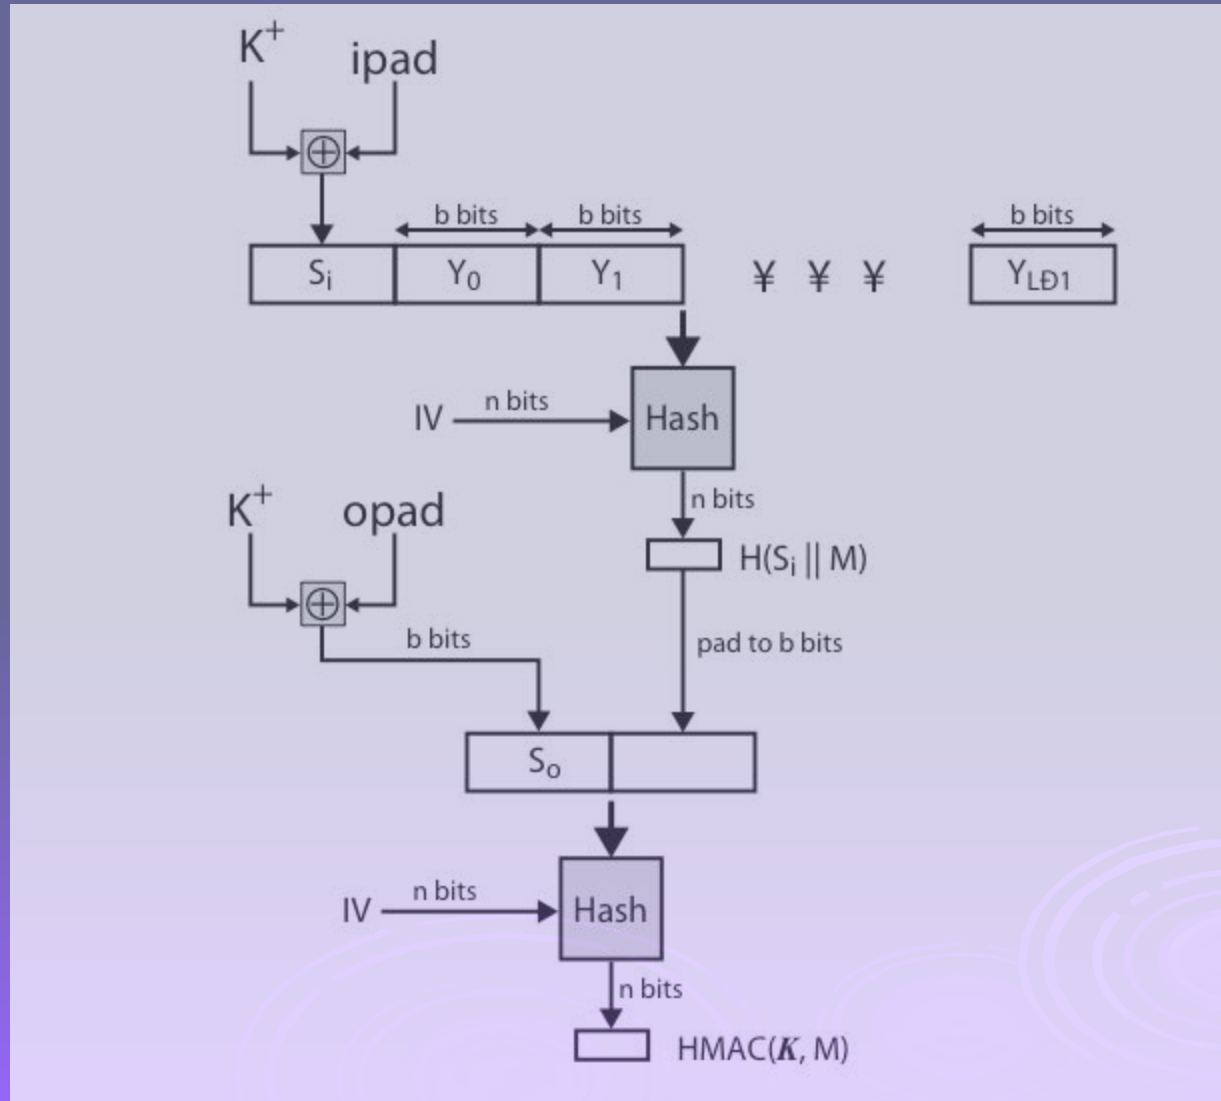 K⁺ ipad
b bits b bits b bits
Sᵢ Y₀ Y₁ ¥ ¥ ¥ Y_LĐ1
IV n bits Hash
n bits
K⁺ opad
H(Sᵢ || M)
b bits pad to b bits
Sₒ
IV n bits Hash
n bits
HMAC(K, M)